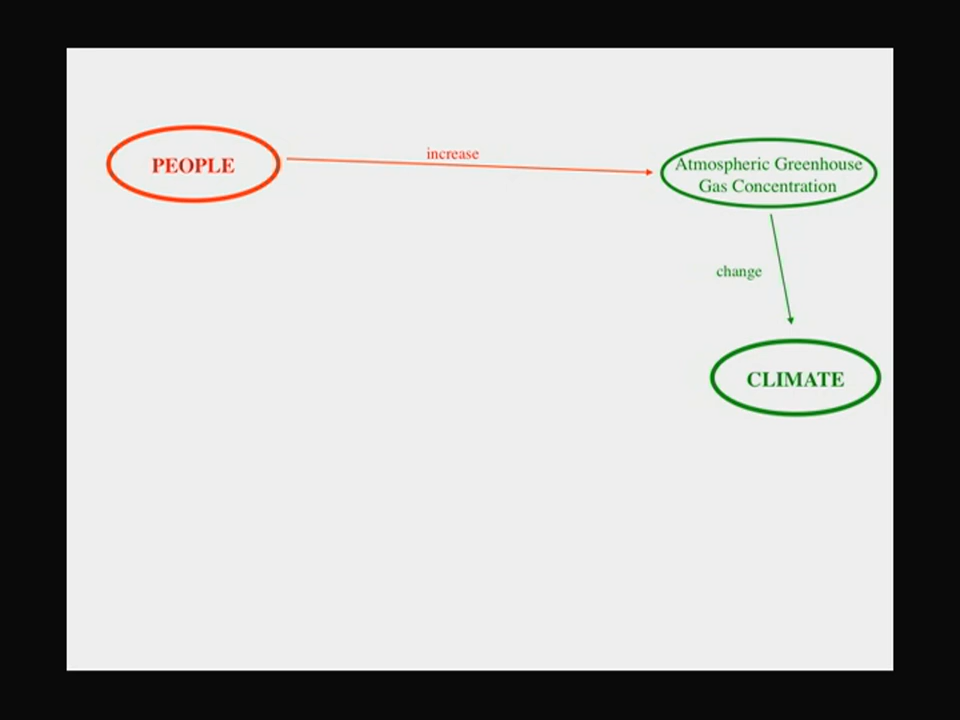 PEOPLE
increase
Atmospheric Greenhouse
Gas Concentration
change
CLIMATE